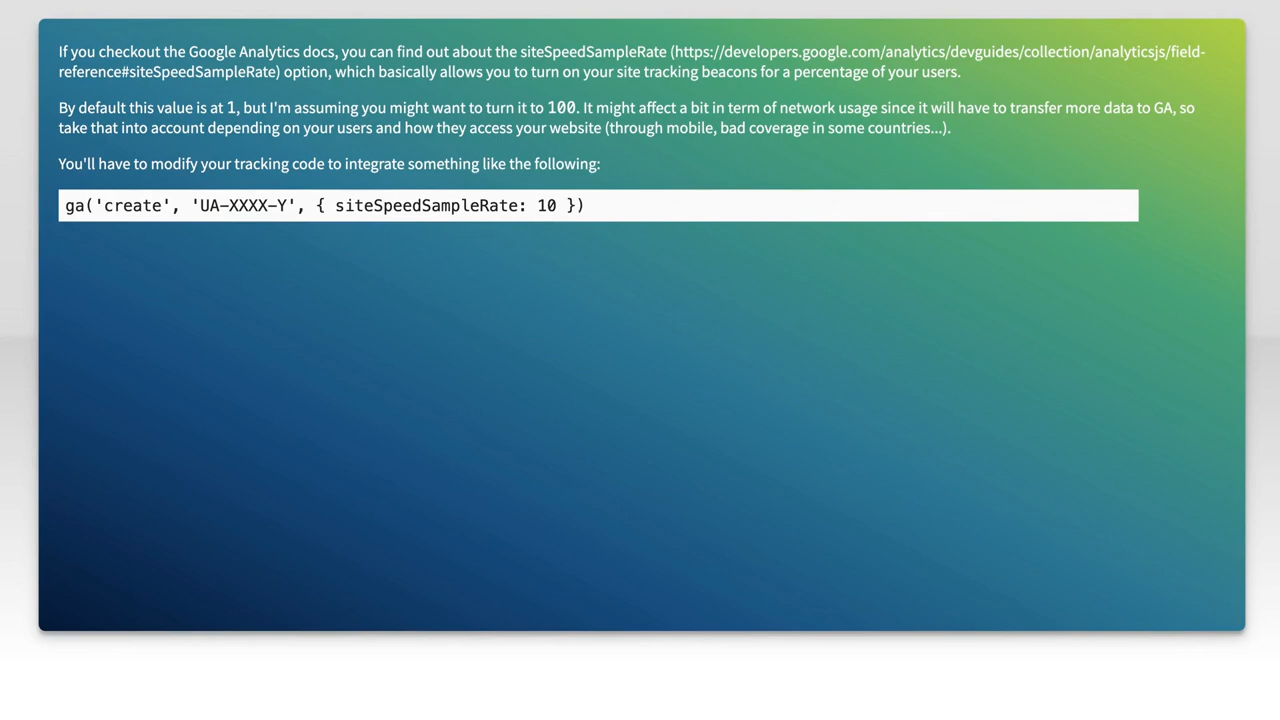 If you checkout the Google Analytics docs, you can find out about the siteSpeedSampleRate (https://developers.google.com/analytics/devguides/collection/analyticsjs/field-
reference#siteSpeedSampleRate) option, which basically allows you to turn on your site tracking beacons for a percentage of your users.
By default this value is at 1, but I'm assuming you might want to turn it to 100. It might affect a bit in term of network usage since it will have to transfer more data to GA, so
take that into account depending on your users and how they access your website (through mobile, bad coverage in some countries...).
You'll have to modify your tracking code to integrate something like the following:
ga('create', 'UA-XXXX-Y', { siteSpeedSampleRate: 10 })